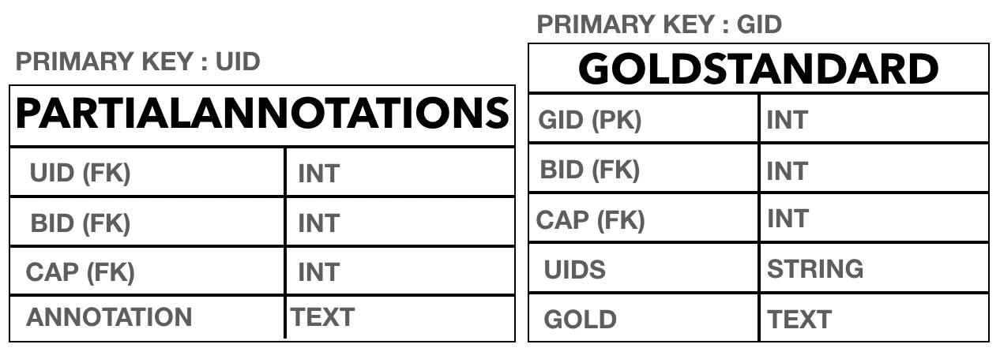 PRIMARY KEY : UID
PARTIALANNOTATIONS
UID (FK) INT
BID (FK) INT
CAP (FK) INT
ANNOTATION TEXT
PRIMARY KEY : GID
GOLDSTANDARD
GID (PK) INT
BID (FK) INT
CAP (FK) INT
UIDS STRING
GOLD TEXT